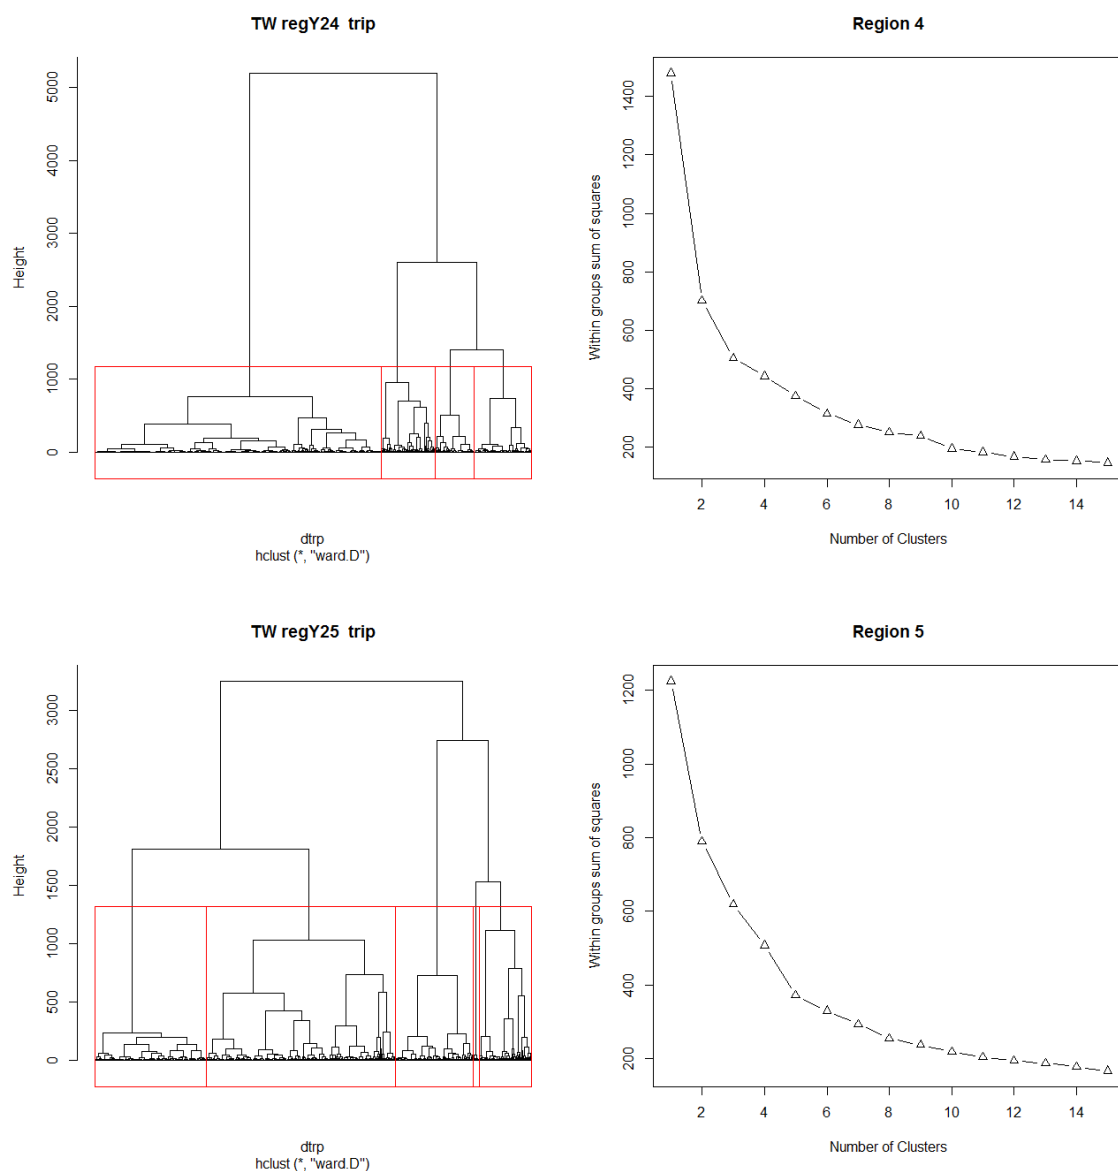 TW regY24  trip
Height
0
1000
2000
3000
4000
5000
dtrp
hclust (*, "ward.D")
Region 4
Within groups sum of squares
200
400
600
800
1000
1200
1400
2 4 6 8 10 12 14
Number of Clusters
TW regY25  trip
Height
0
500
1000
1500
2000
2500
3000
dtrp
hclust (*, "ward.D")
Region 5
Within groups sum of squares
200
400
600
800
1000
1200
2 4 6 8 10 12 14
Number of Clusters